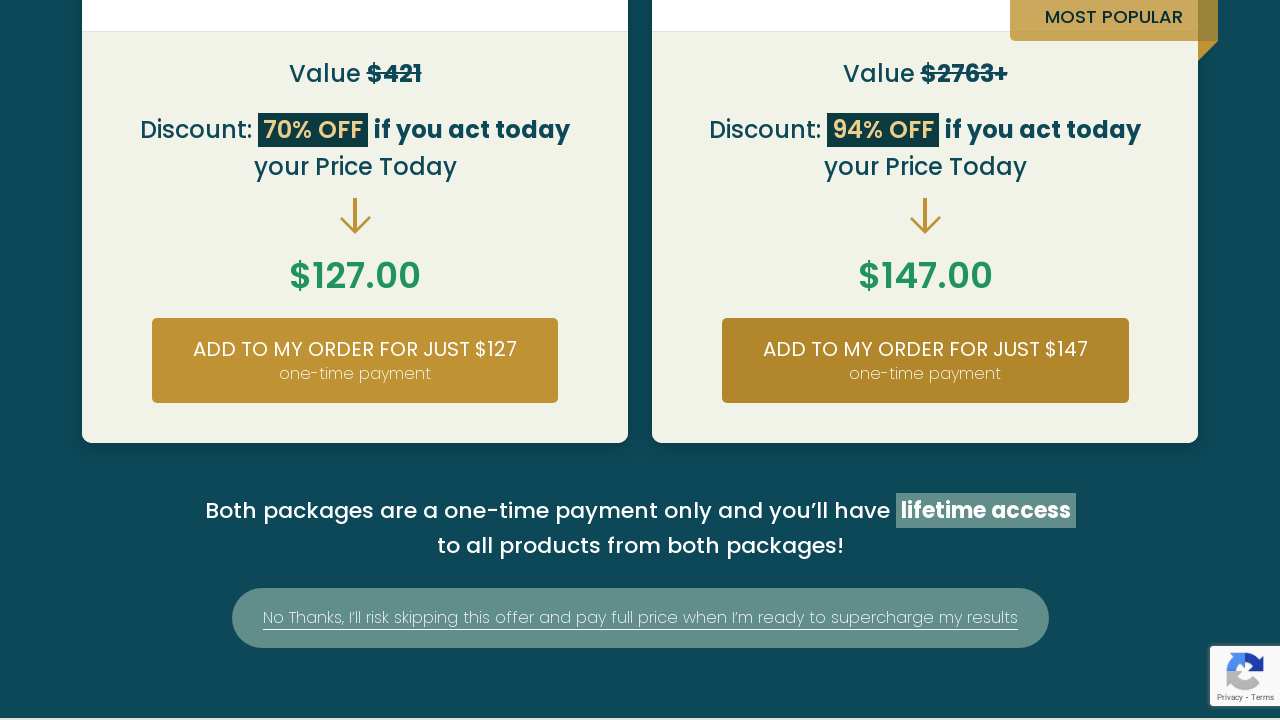 MOST POPULAR
Value $421
Discount: 70% OFF if you act today
your Price Today
$127.00
ADD TO MY ORDER FOR JUST $127
one-time payment
Value $2763+
Discount: 94% OFF if you act today
your Price Today
$147.00
ADD TO MY ORDER FOR JUST $147
one-time payment
Both packages are a one-time payment only and you’ll have lifetime access
to all products from both packages!
No Thanks, I’ll risk skipping this offer and pay full price when I’m ready to supercharge my results
Privacy - Terms